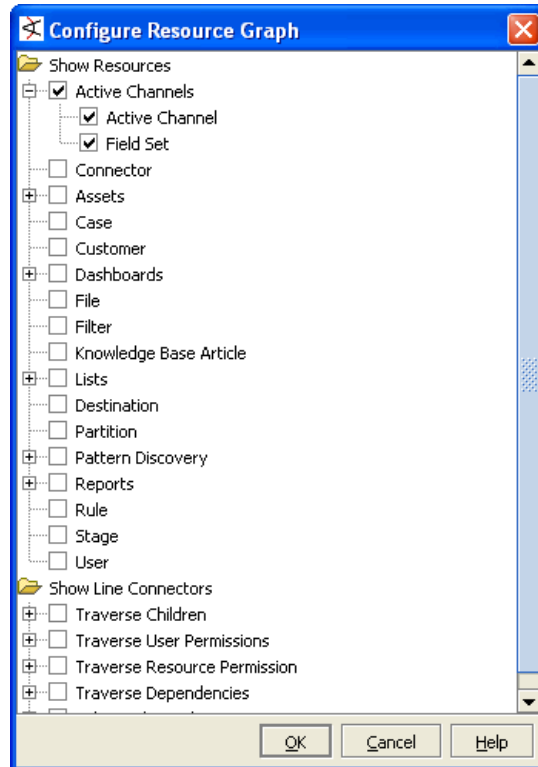 Configure Resource Graph
Show Resources
Active Channels
Active Channel
Field Set
Connector
Assets
Case
Customer
Dashboards
File
Filter
Knowledge Base Article
Lists
Destination
Partition
Pattern Discovery
Reports
Rule
Stage
User
Show Line Connectors
Traverse Children
Traverse User Permissions
Traverse Resource Permission
Traverse Dependencies
OK Cancel Help